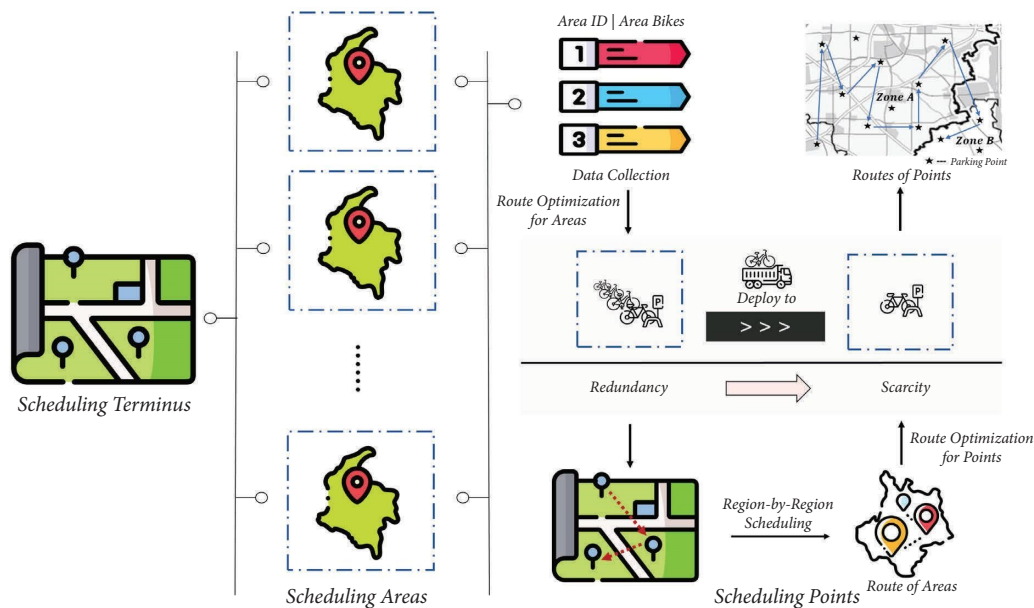 Scheduling Terminus
Scheduling Areas
Area ID | Area Bikes
1
2
3
Data Collection
Route Optimization
for Areas
Zone A
Zone B
Parking Point
Routes of Points
P
Deploy to
> > >
P
Redundancy
Scarcity
Route Optimization
for Points
Region-by-Region
Scheduling
Route of Areas
Scheduling Points